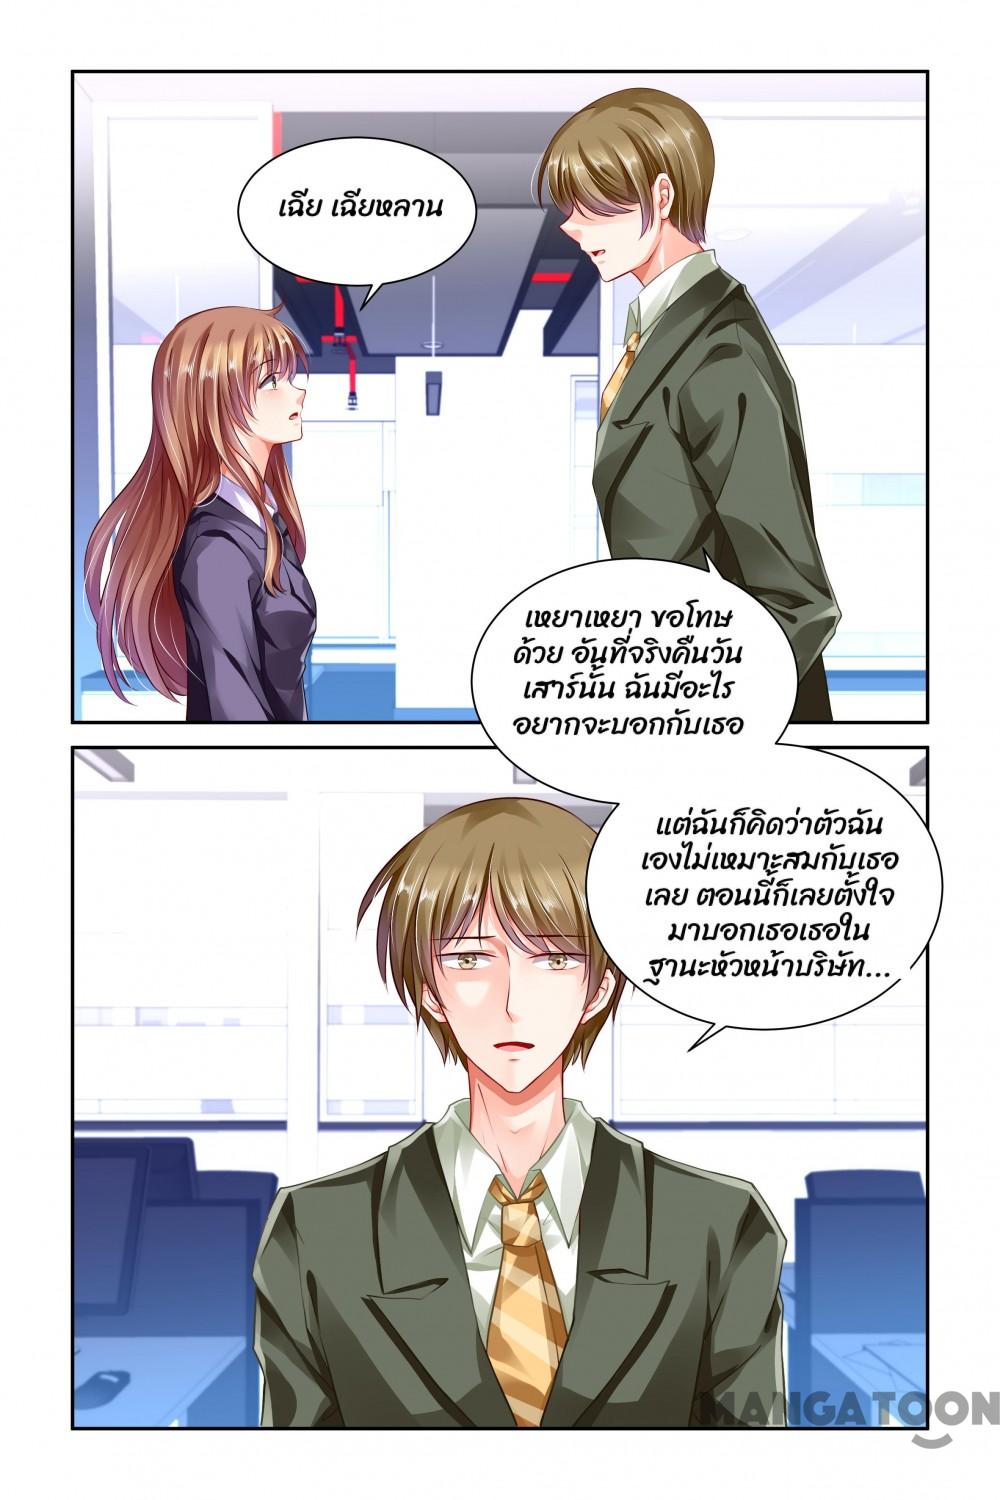 เฉีย เฉียหลาน
เหยาเหยา ขอโทษ
ด้วย อันที่จริงคืนวัน
เสาร์นั้น ฉันมีอะไร
อยากจะบอกกับเธอ
แต่ฉันก็คิดว่าตัวฉัน
เองไม่เหมาะสมกับเธอ
เลย ตอนนี้ก็เลยตั้งใจ
มาบอกเธอเธอใน
ฐานะหัวหน้าบริษัท...
MANGATOON